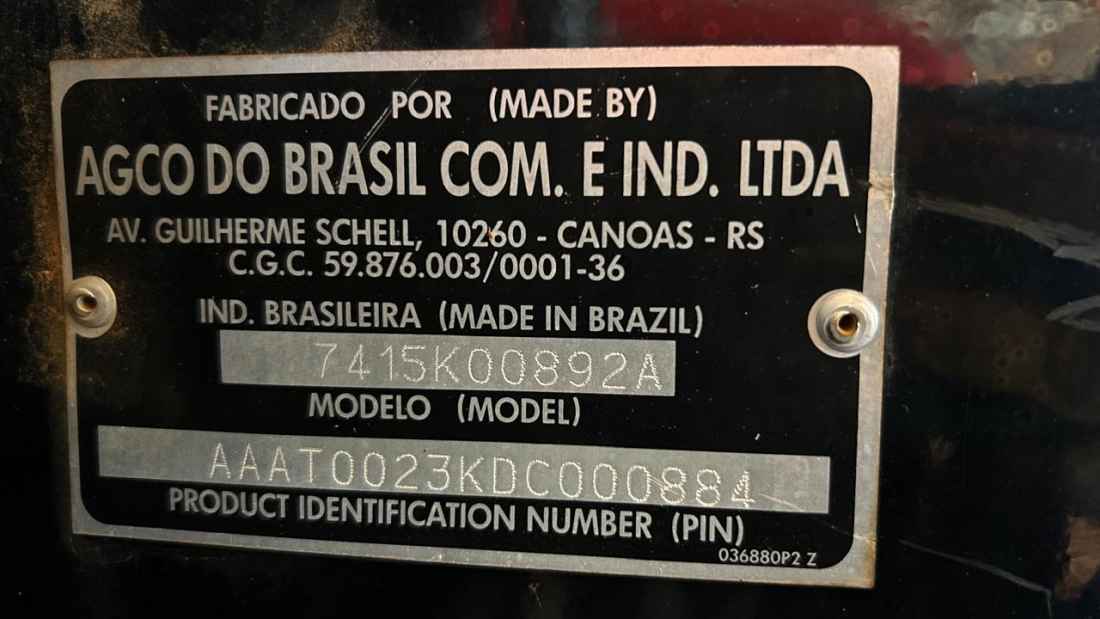 FABRICADO POR (MADE BY)
AGCO DO BRASIL COM. E IND. LTDA
AV. GUILHERME SCHELL, 10260 - CANOAS - RS
C.G.C. 59.876.003/0001-36
IND. BRASILEIRA (MADE IN BRAZIL)
7415K00892A
MODELO (MODEL)
AAAT0023KDC000884
PRODUCT IDENTIFICATION NUMBER (PIN)
036880P2 Z